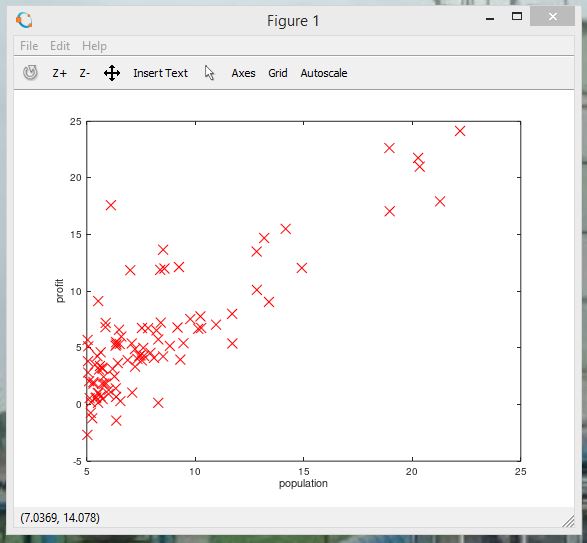 Figure 1
File Edit Help
Z+ Z- Insert Text Axes Grid Autoscale
25
20
15
10
5
0
-5
profit
5 10 15 20 25
population
(7.0369, 14.078)